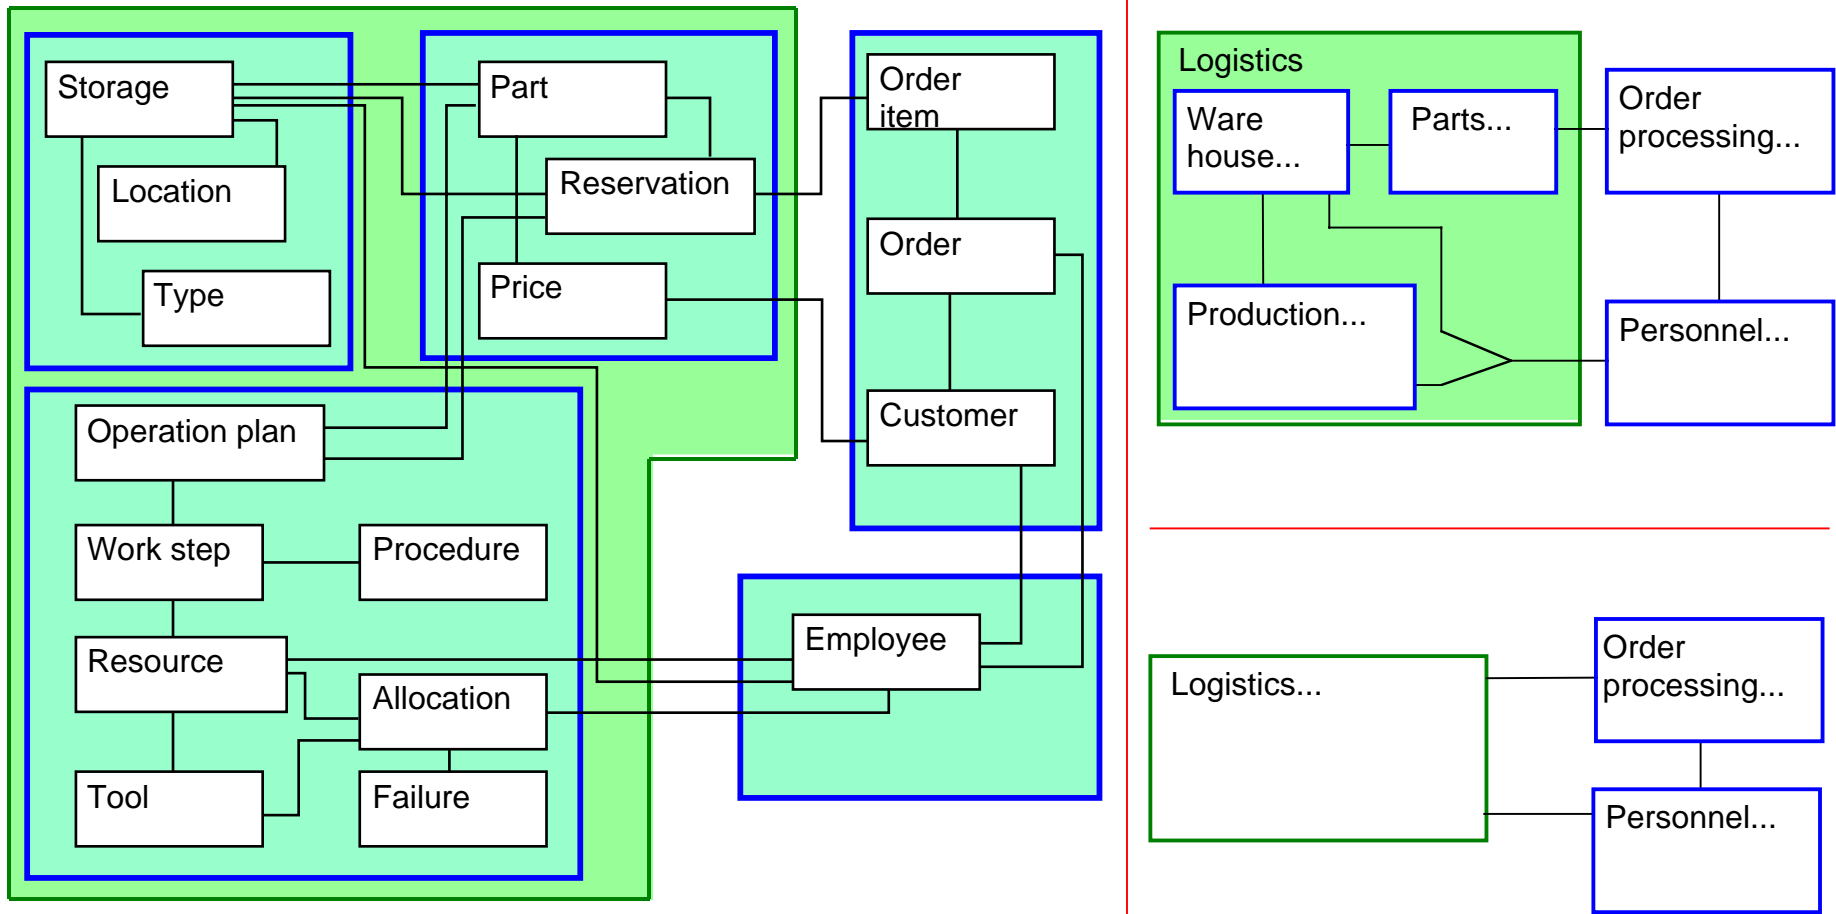 Storage
Location
Type
Part
Reservation
Price
Order
item
Order
Customer
Operation plan
Work step
Procedure
Resource
Allocation
Tool
Failure
Employee
Logistics
Ware
house...
Parts...
Order
processing...
Production...
Personnel...
Logistics...
Order
processing...
Personnel...